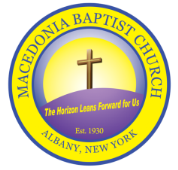 MACEDONIA BAPTIST CHURCH
The Horizon Leans Forward for Us
Est. 1930
ALBANY, NEW YORK